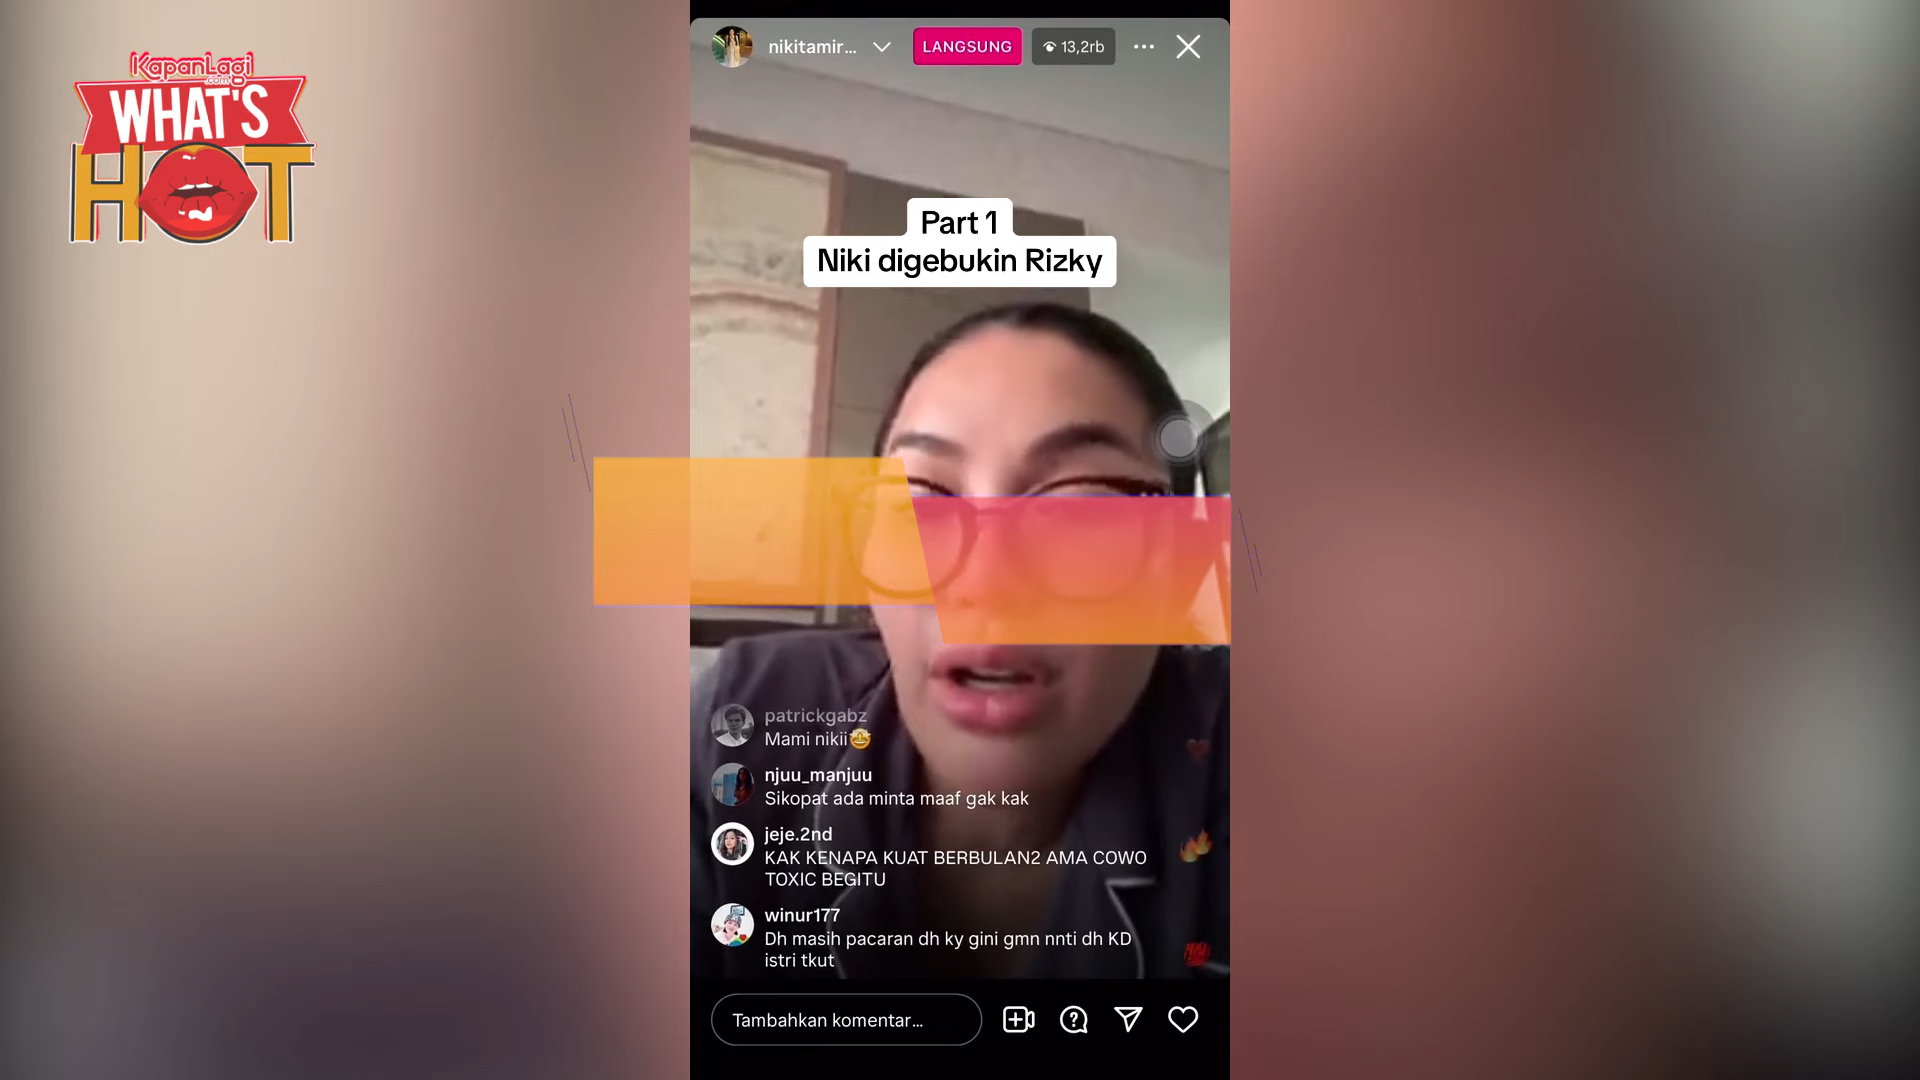 KapanLagi
.com
WHAT'S
HOT
nikitamir...
LANGSUNG
13,2rb
Part 1
Niki digebukin Rizky
patrickgabz
Mami nikii🤩
njuu_manjuu
Sikopat ada minta maaf gak kak
jeje.2nd
KAK KENAPA KUAT BERBULAN2 AMA COWO
TOXIC BEGITU
winur177
Dh masih pacaran dh ky gini gmn nnti dh KD
istri tkut
Tambahkan komentar...